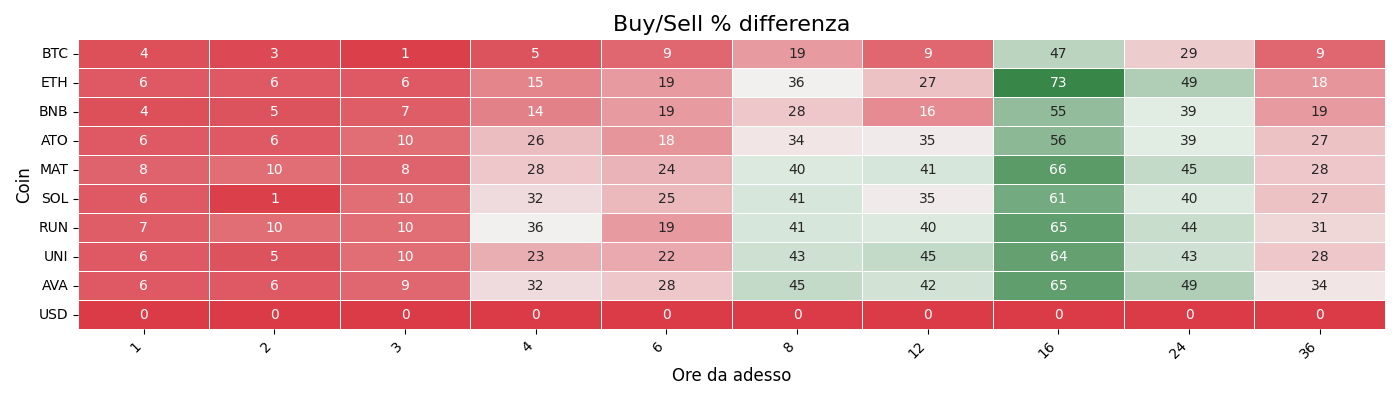 Buy/Sell % differenza
Coin
BTC 4 3 1 5 9 19 9 47 29 9
ETH 6 6 6 15 19 36 27 73 49 18
BNB 4 5 7 14 19 28 16 55 39 19
ATO 6 6 10 26 18 34 35 56 39 27
MAT 8 10 8 28 24 40 41 66 45 28
SOL 6 1 10 32 25 41 35 61 40 27
RUN 7 10 10 36 19 41 40 65 44 31
UNI 6 5 10 23 22 43 45 64 43 28
AVA 6 6 9 32 28 45 42 65 49 34
USD 0 0 0 0 0 0 0 0 0 0
1 2 3 4 6 8 12 16 24 36
Ore da adesso